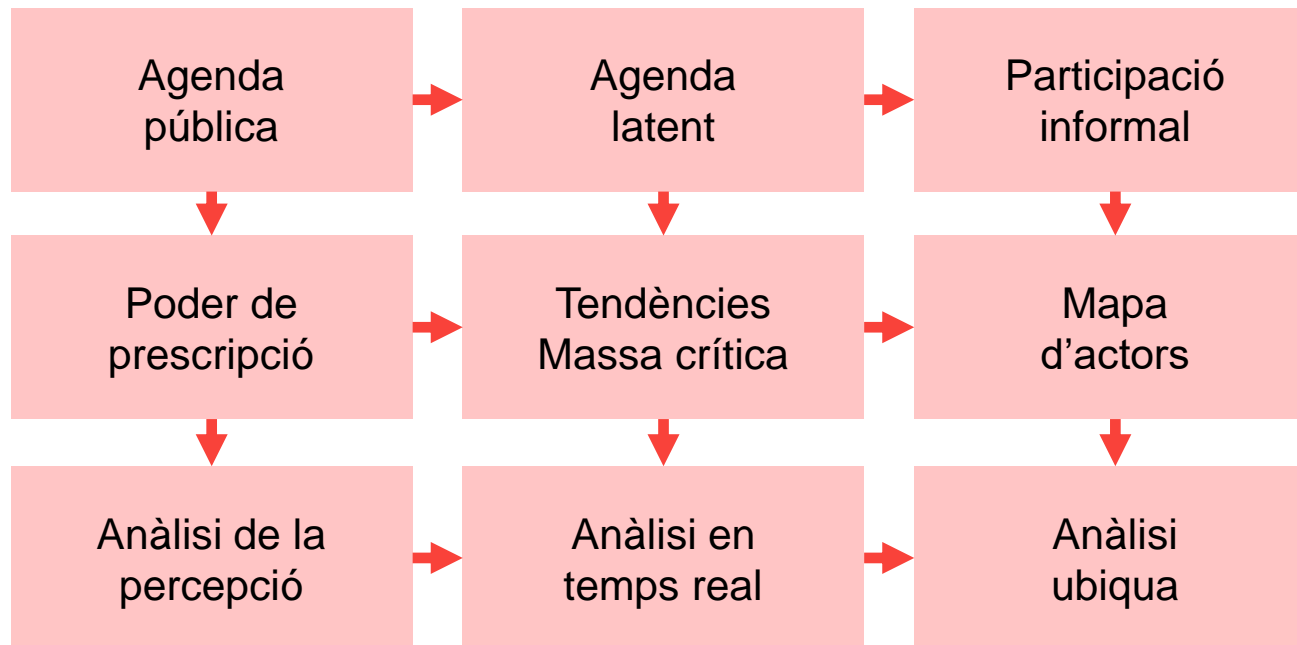 Agenda
pública
Agenda
latent
Participació
informal
Poder de
prescripció
Tendències
Massa crítica
Mapa
d’actors
Anàlisi de la
percepció
Anàlisi en
temps real
Anàlisi
ubiqua